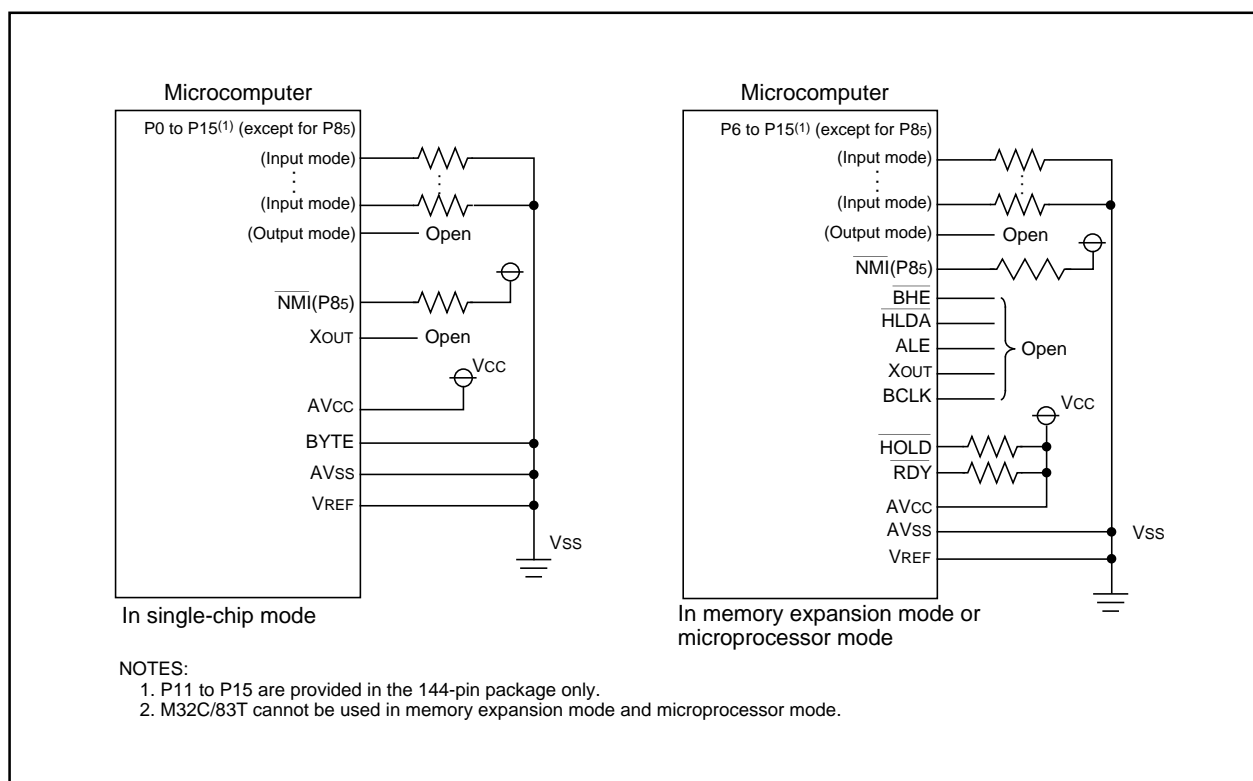 Microcomputer
P0 to P15(1) (except for P85)
(Input mode)
(Input mode)
(Output mode)
Open
NMI(P85)
XOUT
Open
VCC
AVCC
BYTE
AVSS
VREF
VSS
In single-chip mode
Microcomputer
P6 to P15(1) (except for P85)
(Input mode)
(Input mode)
(Output mode)
Open
NMI(P85)
BHE
HLDA
ALE
XOUT
BCLK
Open
VCC
HOLD
RDY
AVCC
AVSS
VREF
VSS
In memory expansion mode or
microprocessor mode
NOTES:
1. P11 to P15 are provided in the 144-pin package only.
2. M32C/83T cannot be used in memory expansion mode and microprocessor mode.